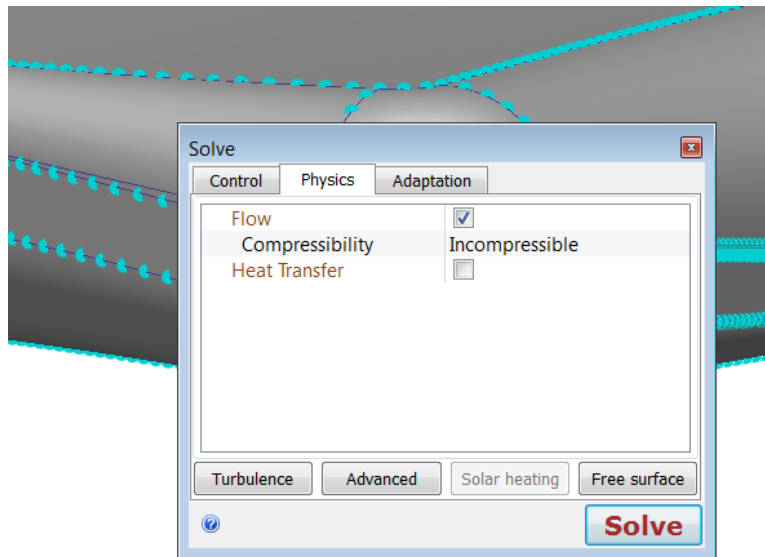 Solve
Control Physics Adaptation
Flow
Compressibility Incompressible
Heat Transfer
Turbulence Advanced Solar heating Free surface
Solve